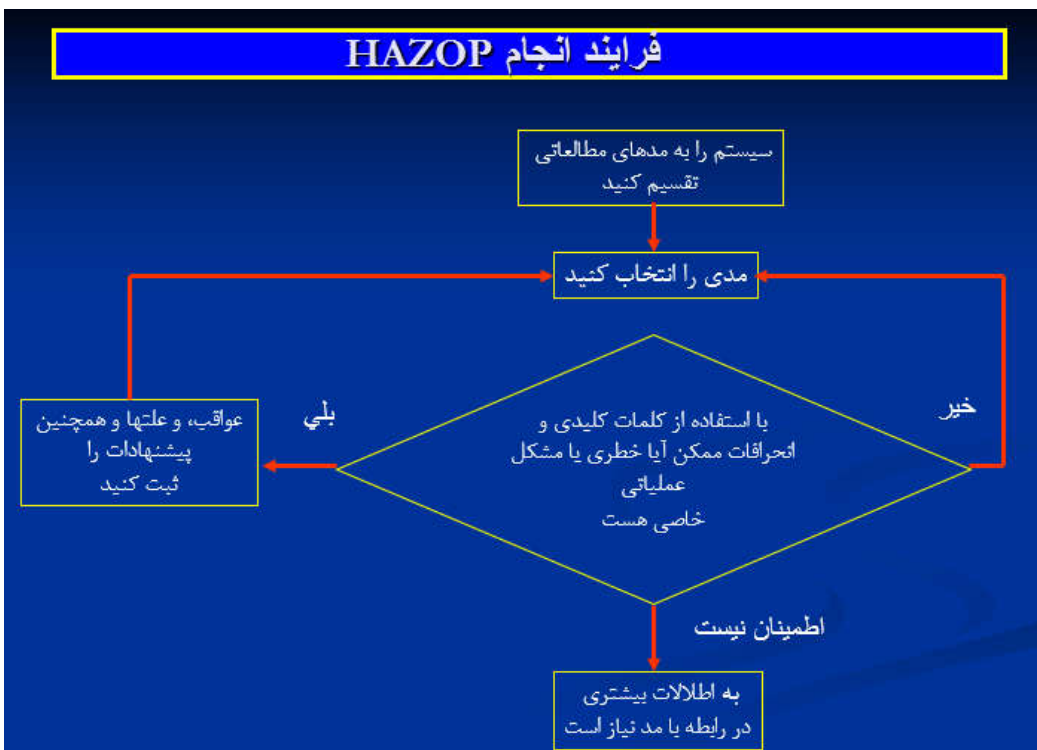 فرایند انجام HAZOP
سیستم را به مدهای مطالعاتی
تقسیم کنید
مدی را انتخاب کنید
خیر
با استفاده از کلمات کلیدی و
انحرافات ممکن آیا خطری یا مشکل
عملیاتی
خاصی هست
بلي
عواقب، و علتها و همچنین
پیشنهادات را
ثبت کنید
اطمینان نیست
به اطلالات بیشتری
در رابطه با مد نیاز است